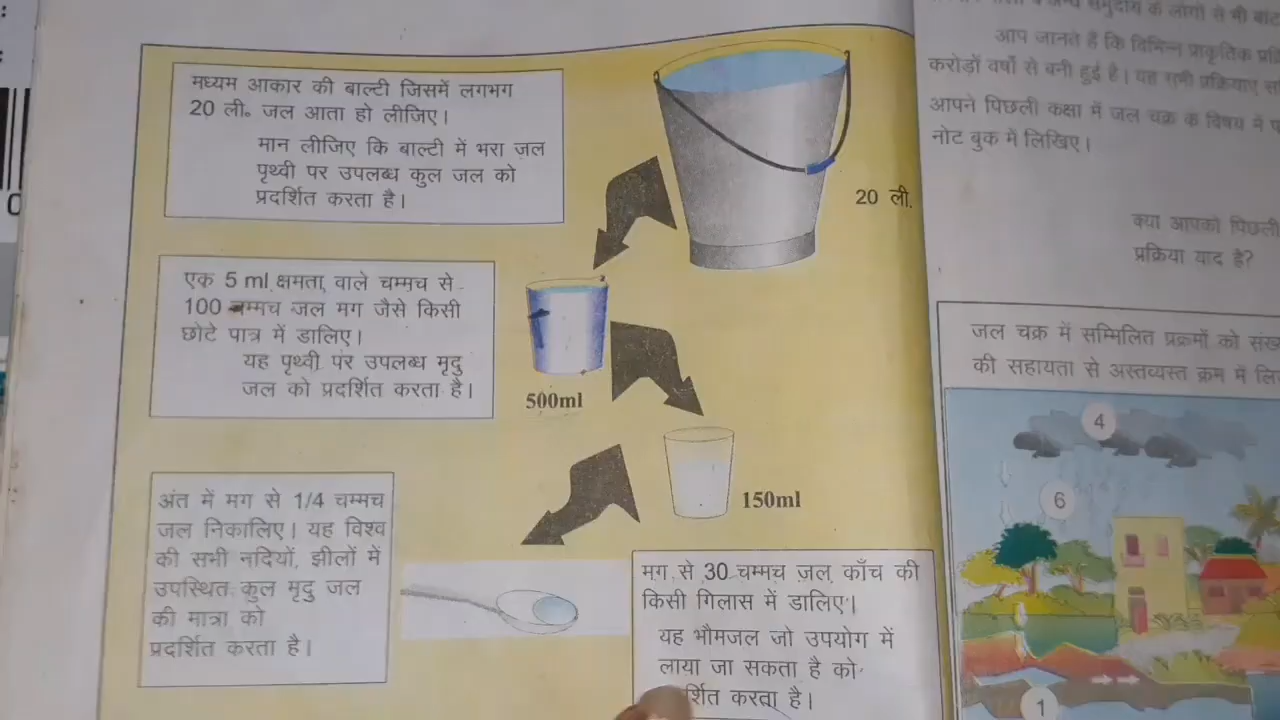 मध्यम आकार की बाल्टी जिसमें लगभग
20 ली॰ जल आता हो लीजिए।
मान लीजिए कि बाल्टी में भरा जल
पृथ्वी पर उपलब्ध कुल जल को
प्रदर्शित करता है।
20 ली.
एक 5 ml क्षमता वाले चम्मच से
100 चम्मच जल मग जैसे किसी
छोटे पात्र में डालिए।
यह पृथ्वी पर उपलब्ध मृदु
जल को प्रदर्शित करता है।
500ml
150ml
अंत में मग से 1/4 चम्मच
जल निकालिए। यह विश्व
की सभी नदियों, झीलों में
उपस्थित कुल मृदु जल
की मात्रा को
प्रदर्शित करता है।
मग से 30 चम्मच जल काँच की
किसी गिलास में डालिए।
यह भौमजल जो उपयोग में
लाया जा सकता है को
र्शित करता है।
समुदाय के लोगों से भी
आप जानते हैं कि विभिन्न प्राकृतिक
करोड़ों वर्षों से बनी हुई है। यह सभी प्रक्रियाएं
आपने पिछली कक्षा में जल चक्र के विषय में
नोट बुक में लिखिए।
क्या आपको पिछली
प्रक्रिया याद है?
जल चक्र में सम्मिलित प्रक्रमों को
की सहायता से अस्तव्यस्त क्रम में
4
6
1
0